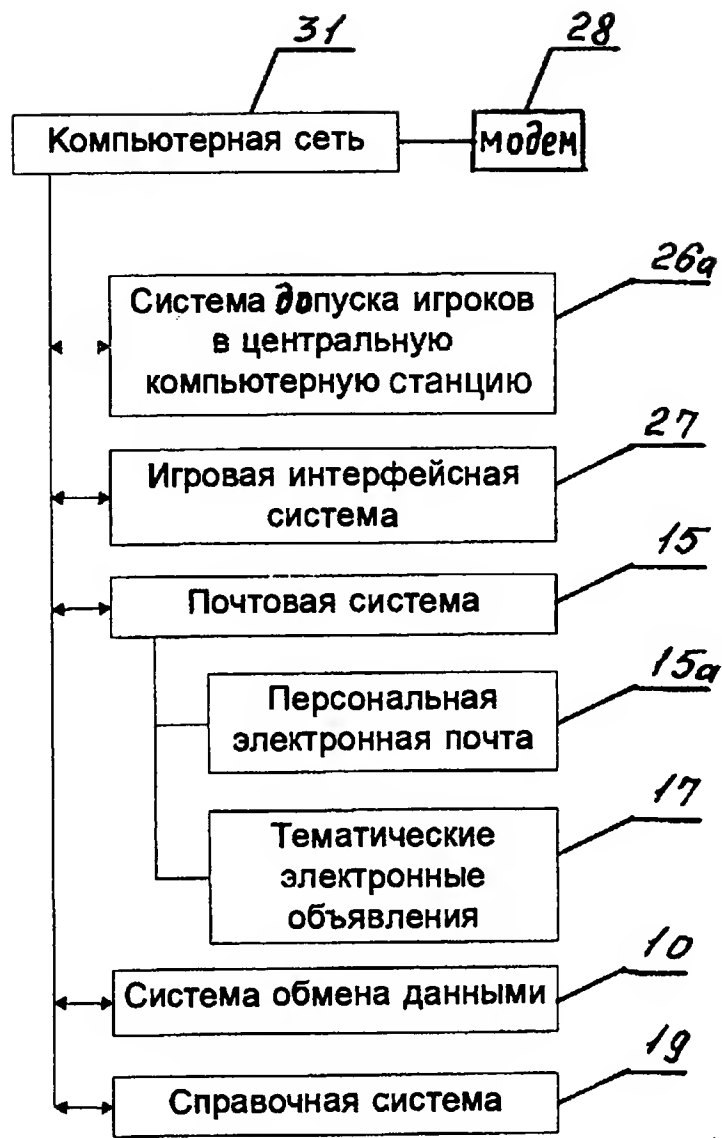 31
28
Компьютерная сеть
модем
26а
Система допуска игроков
в центральную
компьютерную станцию
27
Игровая интерфейсная
система
15
Почтовая система
15а
Персональная
электронная почта
17
Тематические
электронные
объявления
10
Система обмена данными
19
Справочная система